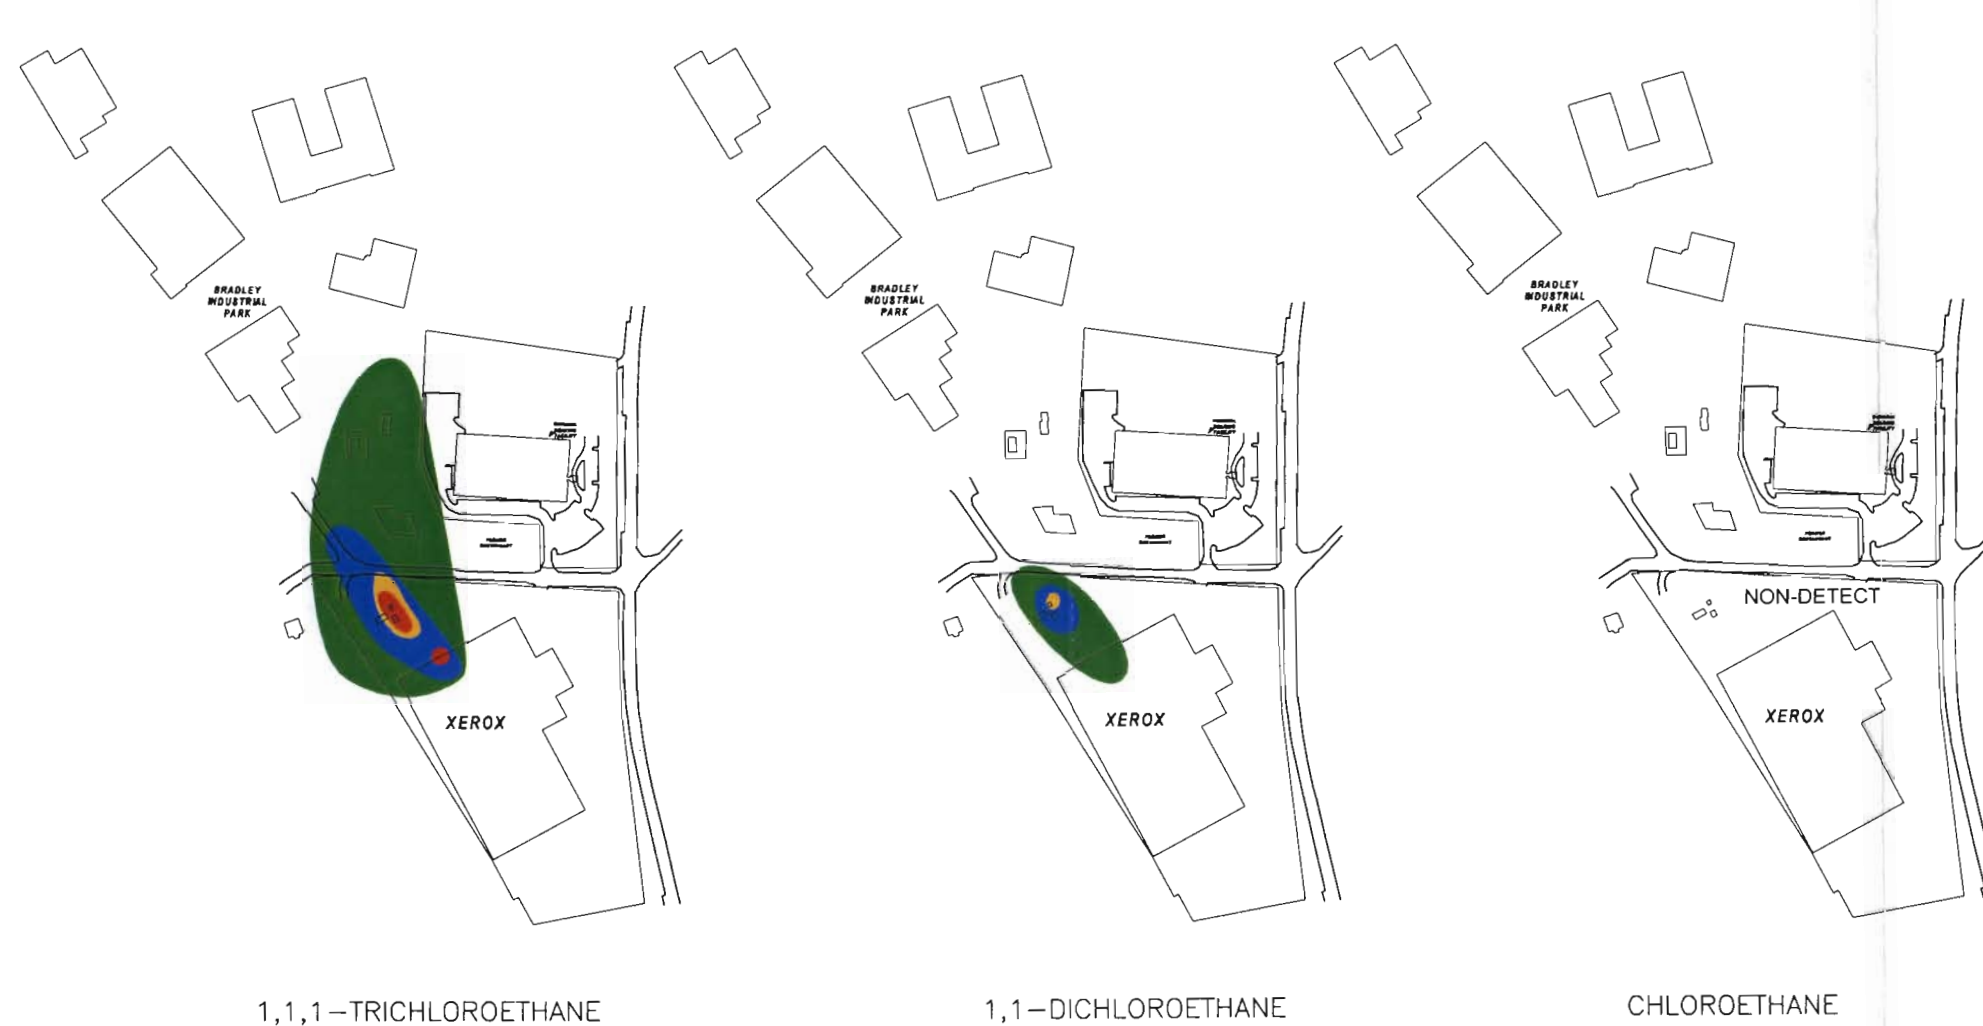 BRADLEY
INDUSTRIAL
PARK
XEROX
1,1,1-TRICHLOROETHANE
BRADLEY
INDUSTRIAL
PARK
XEROX
1,1-DICHLOROETHANE
BRADLEY
INDUSTRIAL
PARK
NON-DETECT
XEROX
CHLOROETHANE